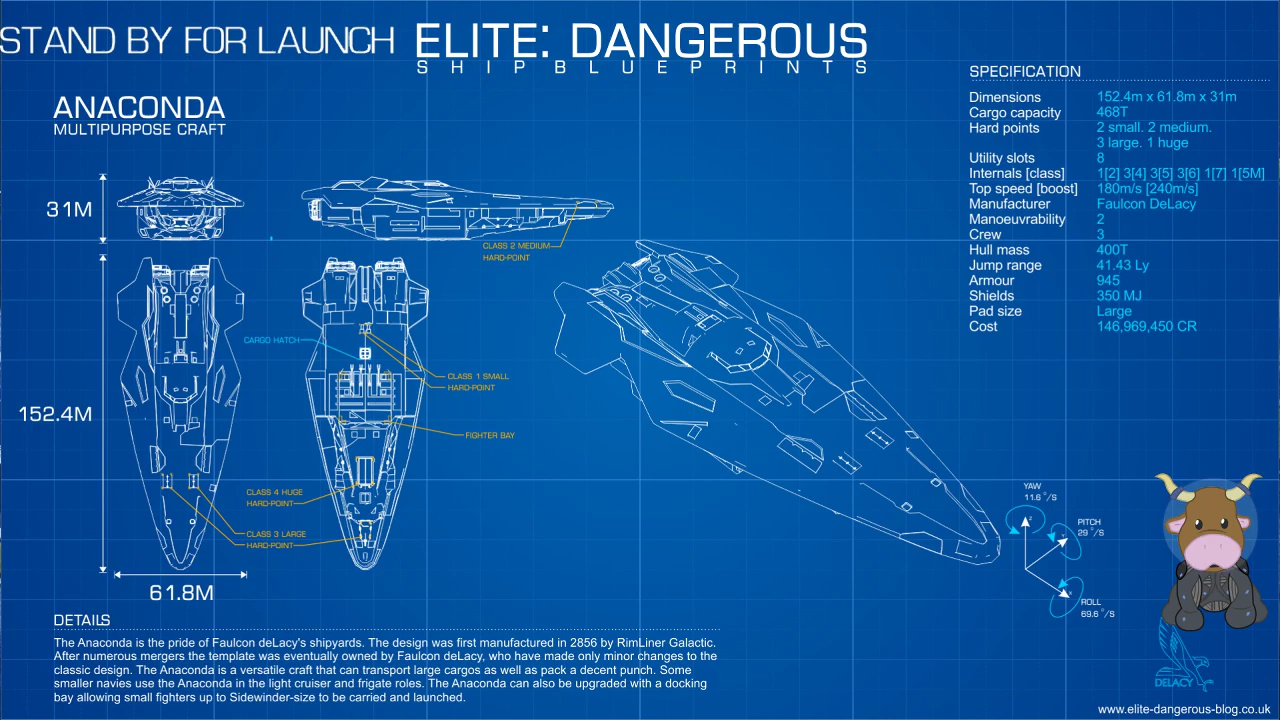 STAND BY FOR LAUNCH
ELITE: DANGEROUS
SHIP BLUEPRINTS
ANACONDA
MULTIPURPOSE CRAFT
SPECIFICATION
Dimensions 152.4m x 61.8m x 31m
Cargo capacity 468T
Hard points 2 small. 2 medium.
3 large. 1 huge
Utility slots 8
Internals [class] 1[2] 3[4] 3[5] 3[6] 1[7] 1[5M]
Top speed [boost] 180m/s [240m/s]
Manufacturer Faulcon DeLacy
Manoeuvrability 2
Crew 3
Hull mass 400T
Jump range 41.43 Ly
Armour 945
Shields 350 MJ
Pad size Large
Cost 146,969,450 CR
31M
CLASS 2 MEDIUM
HARD-POINT
152.4M
CARGO HATCH
CLASS 1 SMALL
HARD-POINT
FIGHTER BAY
CLASS 4 HUGE
HARD-POINT
CLASS 3 LARGE
HARD-POINT
61.8M
YAW
11.6 °/S
Z
PITCH
29 °/S
Y
X
ROLL
69.6 °/S
DETAILS
The Anaconda is the pride of Faulcon deLacy's shipyards. The design was first manufactured in 2856 by RimLiner Galactic.
After numerous mergers the template was eventually owned by Faulcon deLacy, who have made only minor changes to the
classic design. The Anaconda is a versatile craft that can transport large cargos as well as pack a decent punch. Some
smaller navies use the Anaconda in the light cruiser and frigate roles. The Anaconda can also be upgraded with a docking
bay allowing small fighters up to Sidewinder-size to be carried and launched.
DELACY
www.elite-dangerous-blog.co.uk